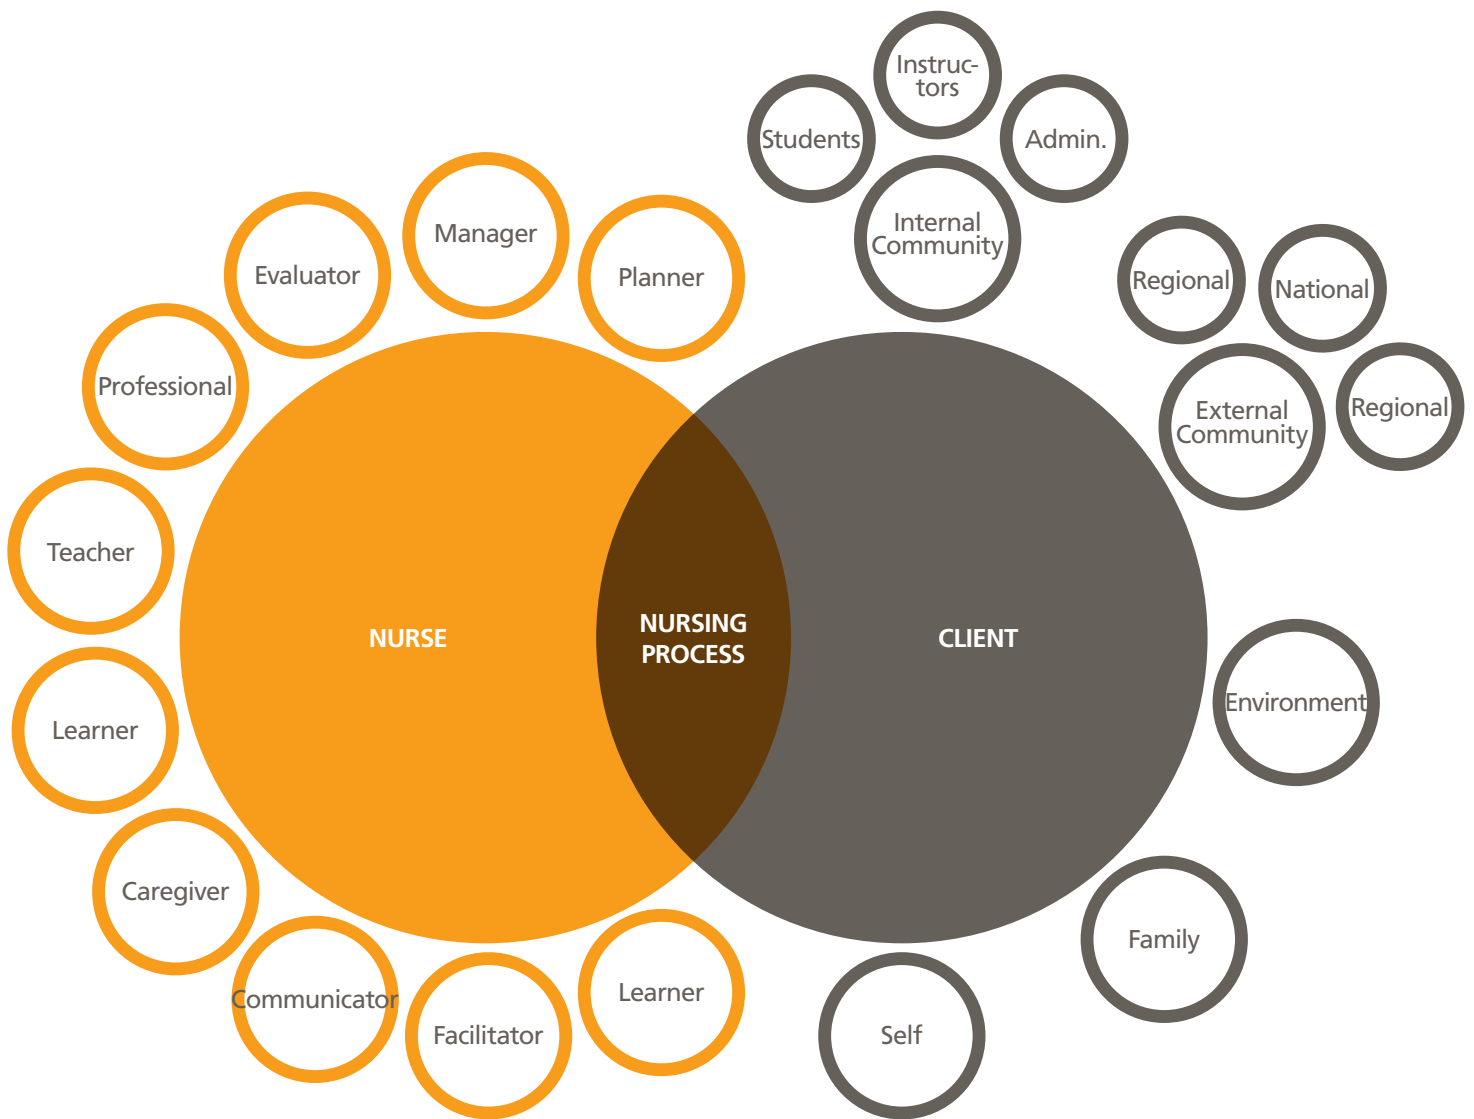 Instruc-
tors
Students
Admin.
Internal
Community
Manager
Planner
Evaluator
Regional
National
Professional
External
Community
Regional
Teacher
NURSE
NURSING
PROCESS
CLIENT
Learner
Environment
Caregiver
Family
Communicator
Learner
Facilitator
Self